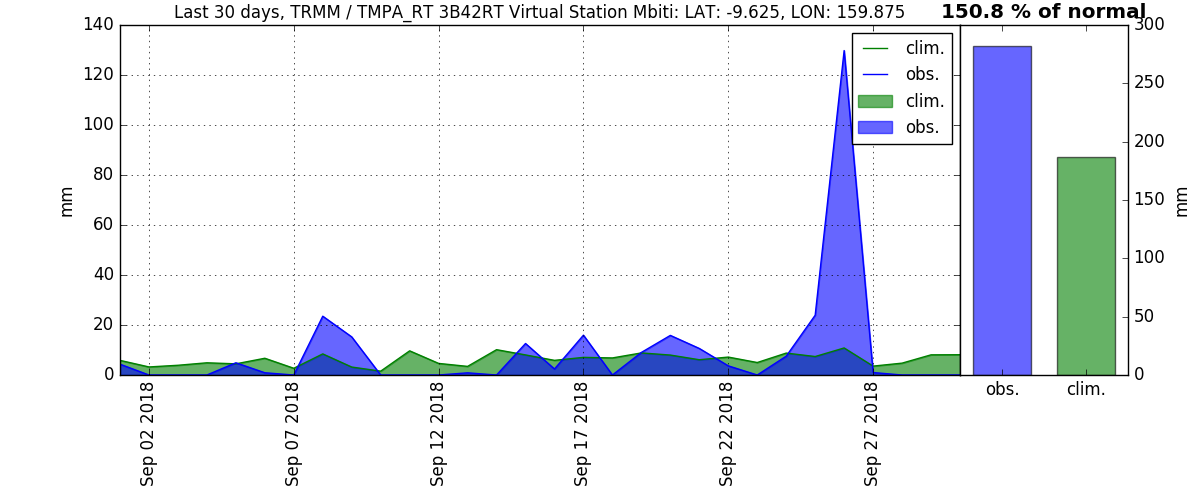 Last 30 days, TRMM / TMPA_RT 3B42RT Virtual Station Mbiti: LAT: -9.625, LON: 159.875
150.8 % of normal
140
120
100
80
60
40
20
0
mm
clim.
obs.
clim.
obs.
300
250
200
150
100
50
0
mm
Sep 02 2018
Sep 07 2018
Sep 12 2018
Sep 17 2018
Sep 22 2018
Sep 27 2018
obs.
clim.